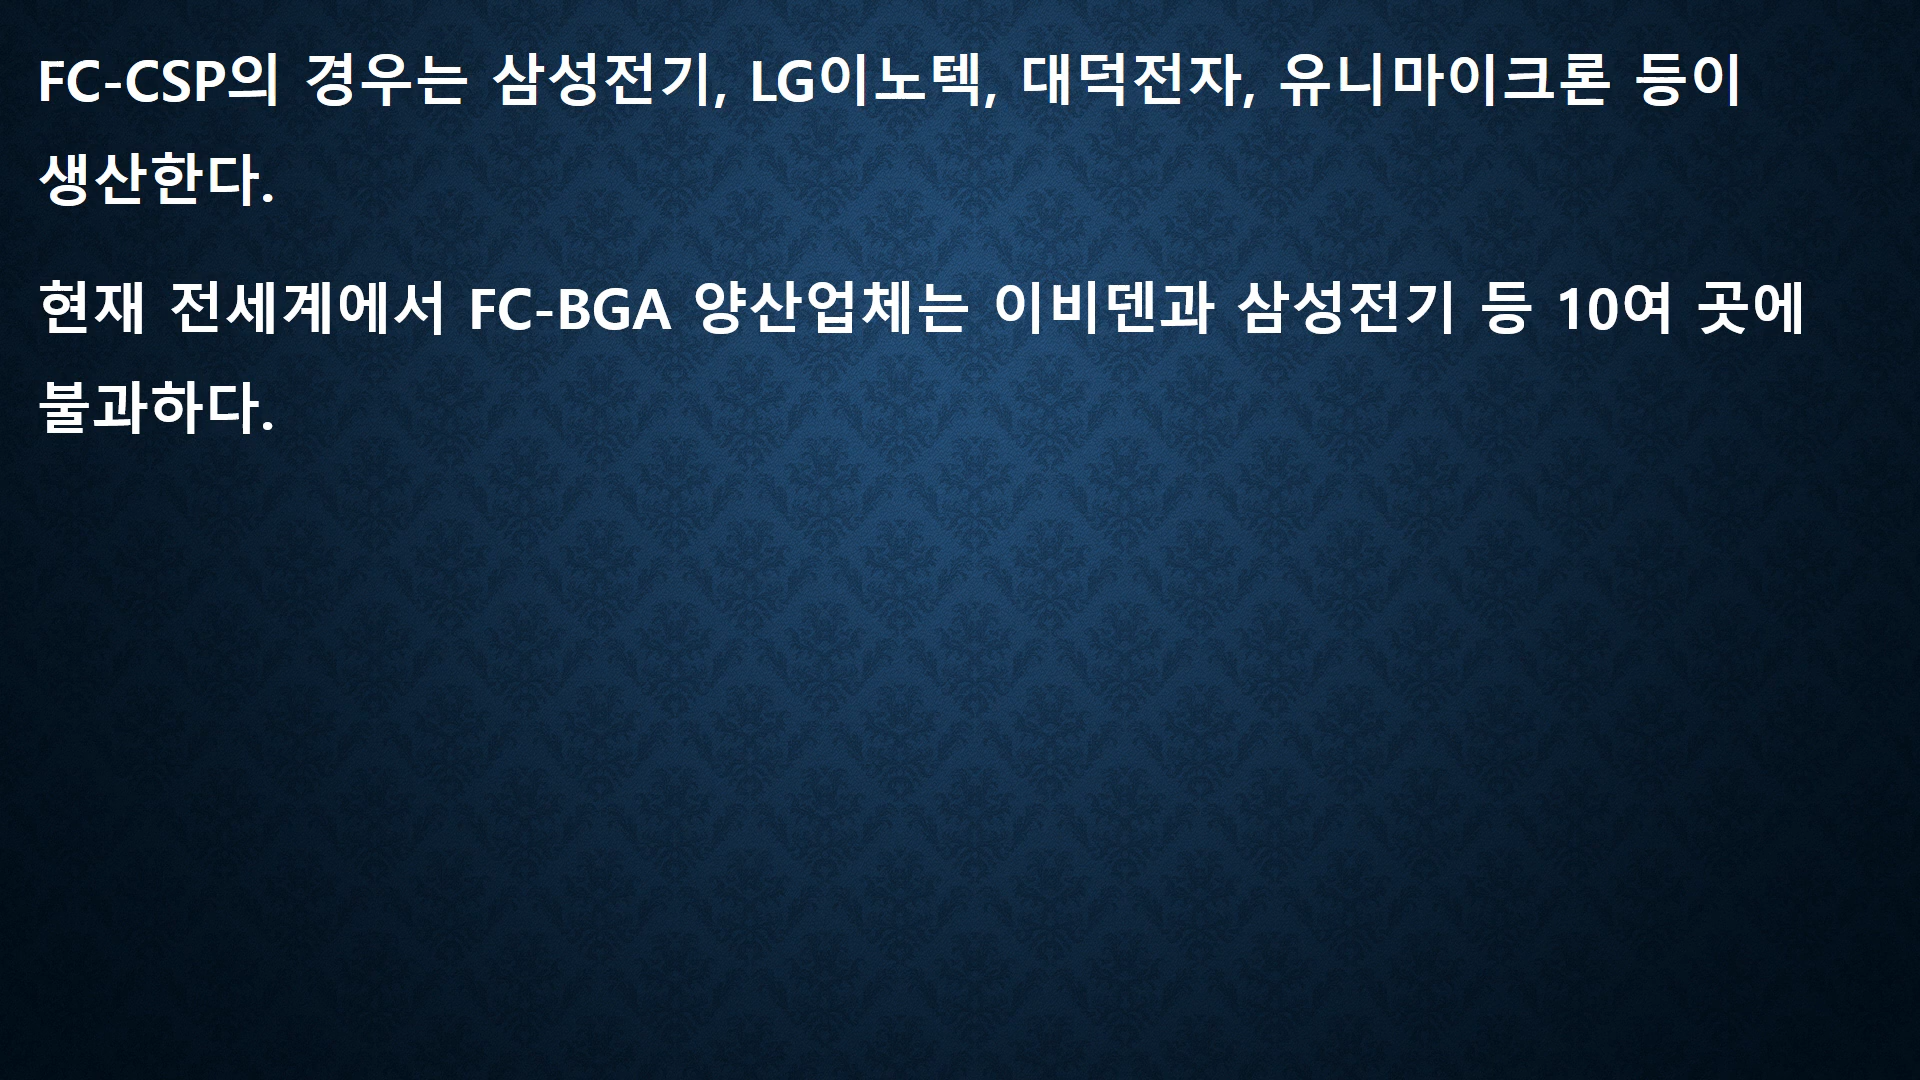 FC-CSP의 경우는 삼성전기, LG이노텍, 대덕전자, 유니마이크론 등이
생산한다.
현재 전세계에서 FC-BGA 양산업체는 이비덴과 삼성전기 등 10여 곳에
불과하다.